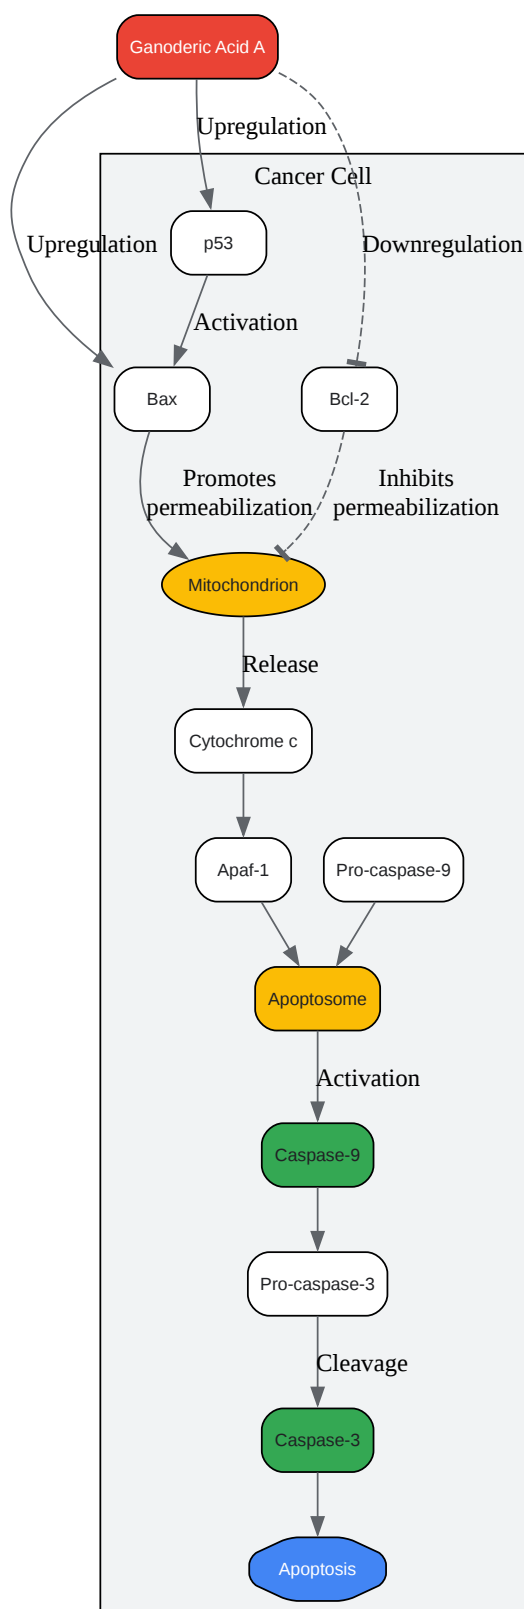 Ganoderic Acid A
Upregulation
Cancer Cell
Upregulation
p53
Downregulation
Activation
Bax
Bcl-2
Promotes
permeabilization
Inhibits
permeabilization
Mitochondrion
Release
Cytochrome c
Apaf-1
Pro-caspase-9
Apoptosome
Activation
Caspase-9
Pro-caspase-3
Cleavage
Caspase-3
Apoptosis